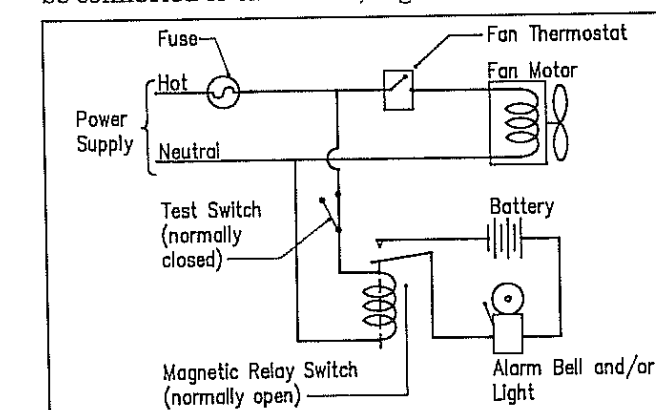 Fuse
Fan Thermostat
Hot
Fan Motor
Power
Supply
Neutral
Test Switch
(normally
closed)
Battery
Magnetic Relay Switch
(normally open)
Alarm Bell and/or
Light